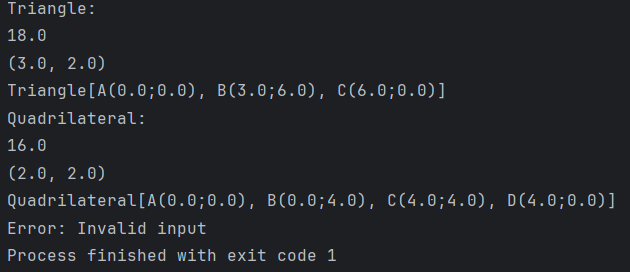 Triangle:
18.0
(3.0, 2.0)
Triangle[A(0.0;0.0), B(3.0;6.0), C(6.0;0.0)]
Quadrilateral:
16.0
(2.0, 2.0)
Quadrilateral[A(0.0;0.0), B(0.0;4.0), C(4.0;4.0), D(4.0;0.0)]
Error: Invalid input
Process finished with exit code 1